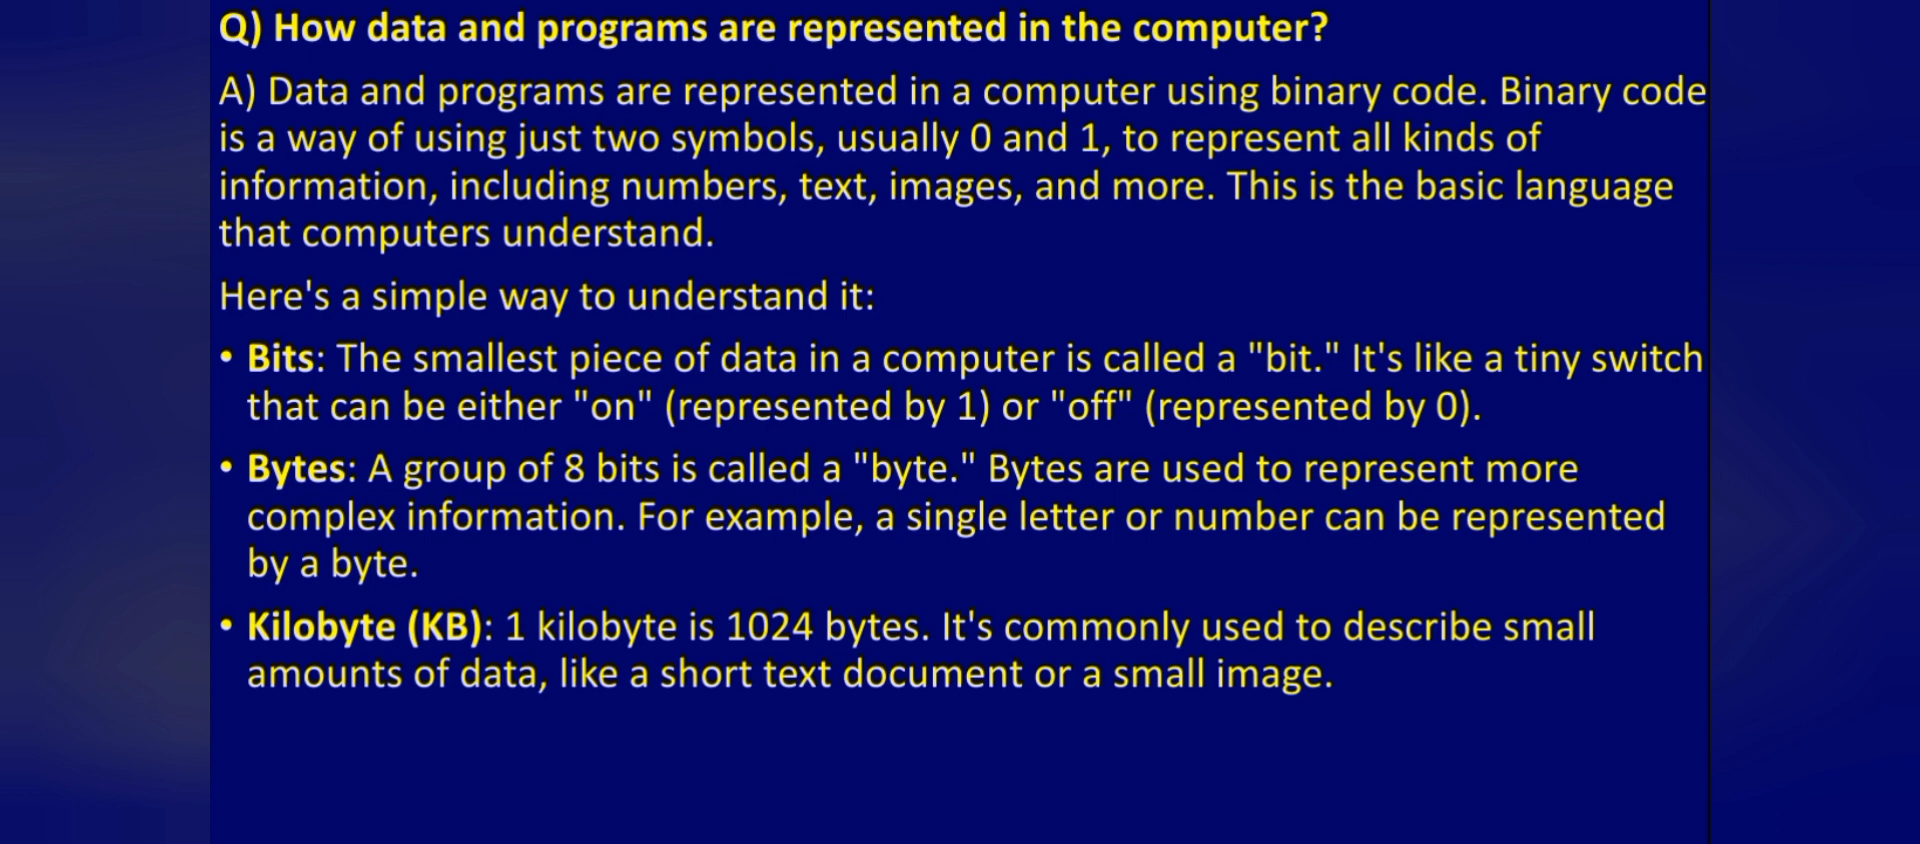 Q) How data and programs are represented in the computer?
A) Data and programs are represented in a computer using binary code. Binary code
is a way of using just two symbols, usually 0 and 1, to represent all kinds of
information, including numbers, text, images, and more. This is the basic language
that computers understand.
Here's a simple way to understand it:
• Bits: The smallest piece of data in a computer is called a "bit." It's like a tiny switch
that can be either "on" (represented by 1) or "off" (represented by 0).
• Bytes: A group of 8 bits is called a "byte." Bytes are used to represent more
complex information. For example, a single letter or number can be represented
by a byte.
• Kilobyte (KB): 1 kilobyte is 1024 bytes. It's commonly used to describe small
amounts of data, like a short text document or a small image.